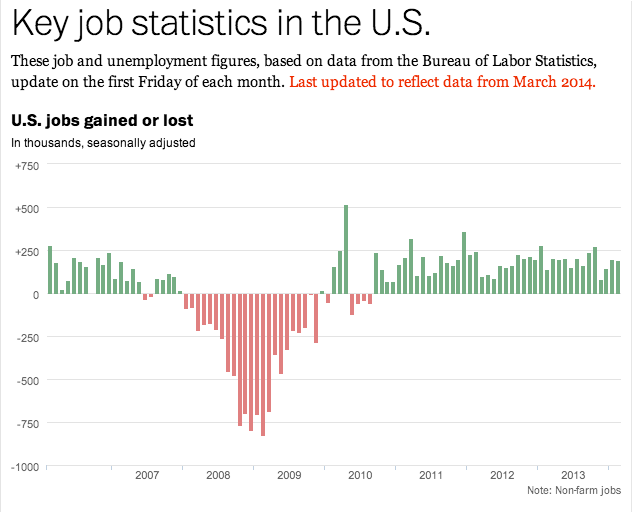 Key job statistics in the U.S.
These job and unemployment figures, based on data from the Bureau of Labor Statistics,
update on the first Friday of each month. Last updated to reflect data from March 2014.
U.S. jobs gained or lost
In thousands, seasonally adjusted
+750
+500
+250
0
-250
-500
-750
-1000
2007 2008 2009 2010 2011 2012 2013
Note: Non-farm jobs